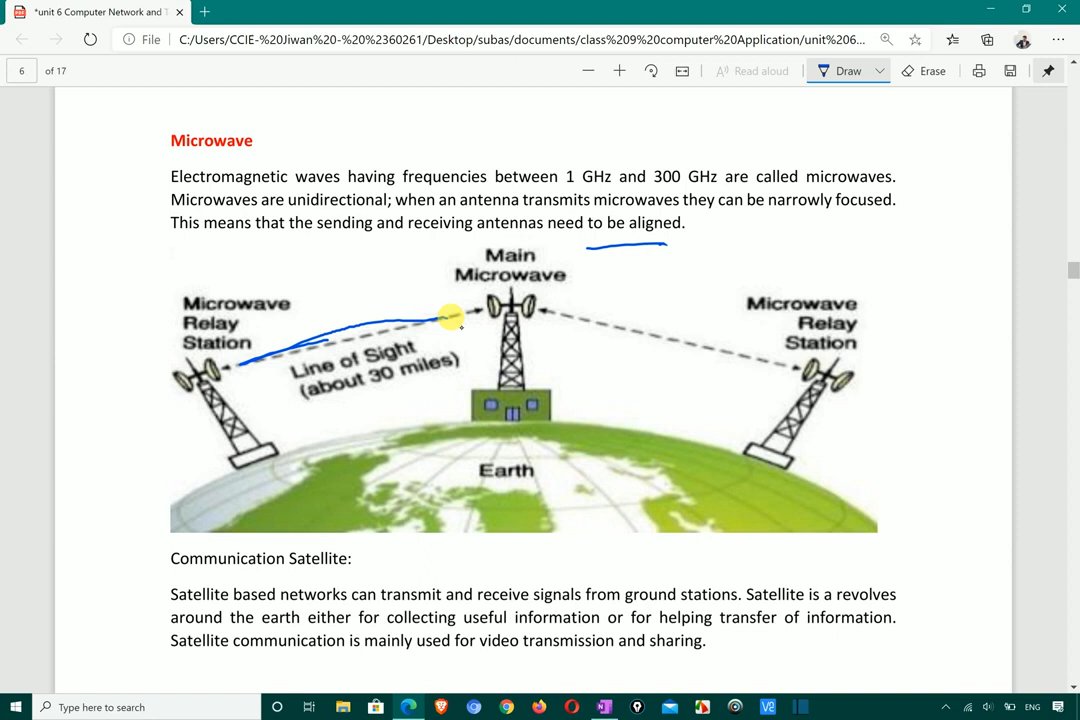 *unit 6 Computer Network and T
File
C:/Users/CCIE-%20Jiwan%20-%20%2360261/Desktop/subas/documents/class%209%20computer%20Application/unit%206...
6 of 17
Read aloud
Draw
Erase
Microwave
Electromagnetic waves having frequencies between 1 GHz and 300 GHz are called microwaves.
Microwaves are unidirectional; when an antenna transmits microwaves they can be narrowly focused.
This means that the sending and receiving antennas need to be aligned.
Main
Microwave
Microwave
Relay
Station
Line of Sight
(about 30 miles)
Microwave
Relay
Station
Earth
Communication Satellite:
Satellite based networks can transmit and receive signals from ground stations. Satellite is a revolves
around the earth either for collecting useful information or for helping transfer of information.
Satellite communication is mainly used for video transmission and sharing.
Type here to search
ENG